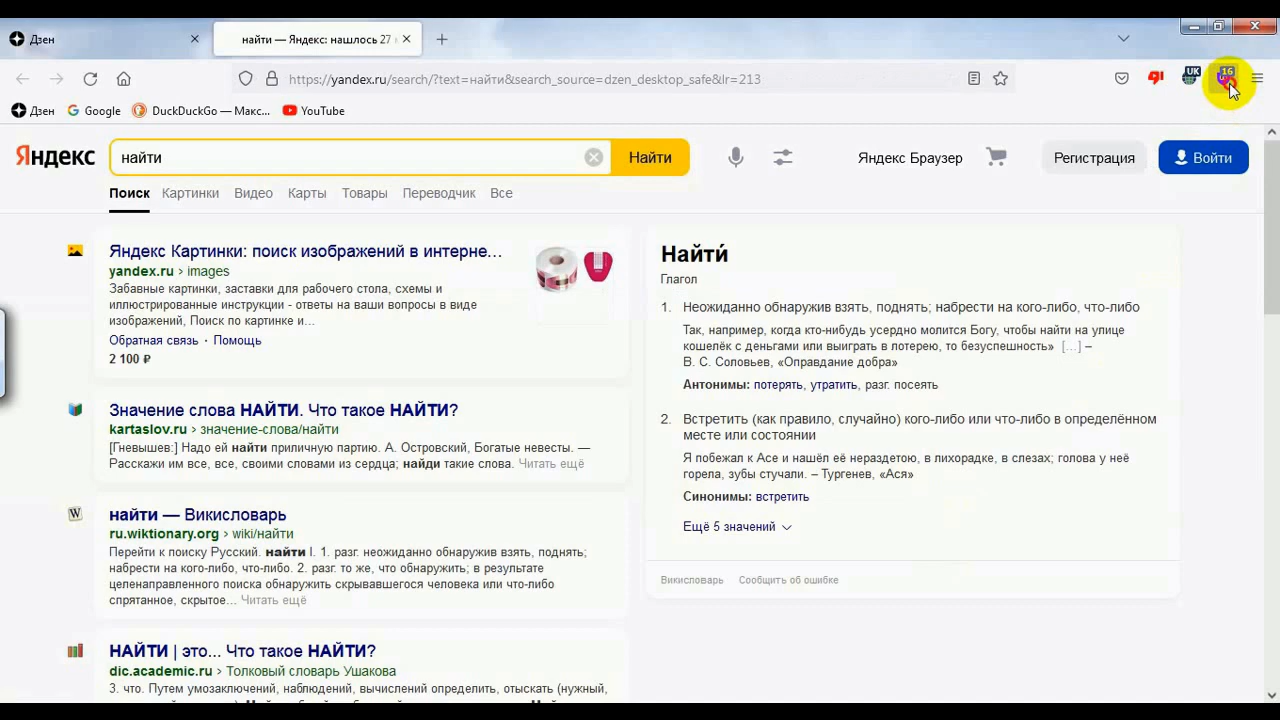 Дзен
найти — Яндекс: нашлось 27
https://yandex.ru/search/?text=найти&search_source=dzen_desktop_safe&lr=213
UK
16
Дзен
Google
DuckDuckGo — Макс...
YouTube
Яндекс
найти
Найти
Яндекс Браузер
Регистрация
Войти
Поиск
Картинки
Видео
Карты
Товары
Переводчик
Все
Яндекс Картинки: поиск изображений в интерне...
yandex.ru › images
Забавные картинки, заставки для рабочего стола, схемы и
иллюстрированные инструкции - ответы на ваши вопросы в виде
изображений, Поиск по картинке и...
Обратная связь · Помощь
2 100 ₽
Значение слова НАЙТИ. Что такое НАЙТИ?
kartaslov.ru › значение-слова/найти
[Гневышев:] Надо ей найти приличную партию. А. Островский, Богатые невесты. —
Расскажи им все, все, своими словами из сердца; найди такие слова. Читать ещё
найти — Викисловарь
ru.wiktionary.org › wiki/найти
Перейти к поиску Русский. найти I. 1. разг. неожиданно обнаружив взять, поднять;
набрести на кого-либо, что-либо. 2. разг. то же, что обнаружить; в результате
целенаправленного поиска обнаружить скрывавшегося человека или что-либо
спрятанное, скрытое... Читать ещё
НАЙТИ | это... Что такое НАЙТИ?
dic.academic.ru › Толковый словарь Ушакова
3. что. Путем умозаключений, наблюдений, вычислений определить, отыскать (нужный,
Найти́
Глагол
1. Неожиданно обнаружив взять, поднять; набрести на кого-либо, что-либо
Так, например, когда кто-нибудь усердно молится Богу, чтобы найти на улице
кошелёк с деньгами или выиграть в лотерею, то безуспешность» [...] –
В. С. Соловьев, «Оправдание добра»
Антонимы: потерять, утратить, разг. посеять
2. Встретить (как правило, случайно) кого-либо или что-либо в определённом
месте или состоянии
Я побежал к Асе и нашёл её нераздетою, в лихорадке, в слезах; голова у неё
горела, зубы стучали. – Тургенев, «Ася»
Синонимы: встретить
Ещё 5 значений
Викисловарь
Сообщить об ошибке